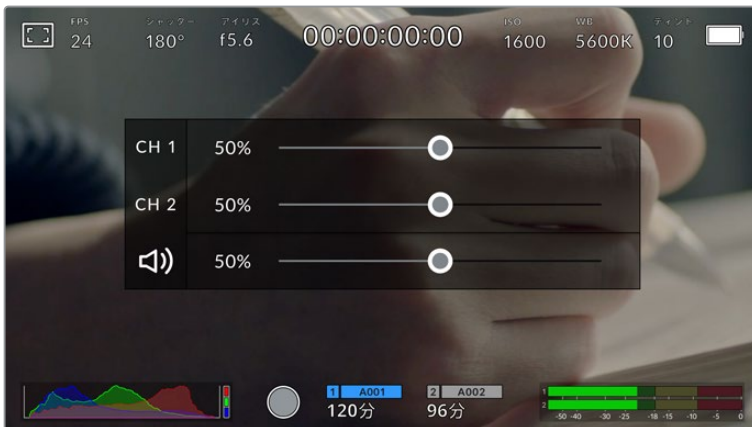 FPS シャッター アイリス ISO WB ティント
24 180° f5.6 00:00:00:00 1600 5600K 10
CH 1 50%
CH 2 50%
50%
1 A001 2 A002
120分 96分
1
2
-50 -40 -30 -25 -18 -15 -10 -5 0